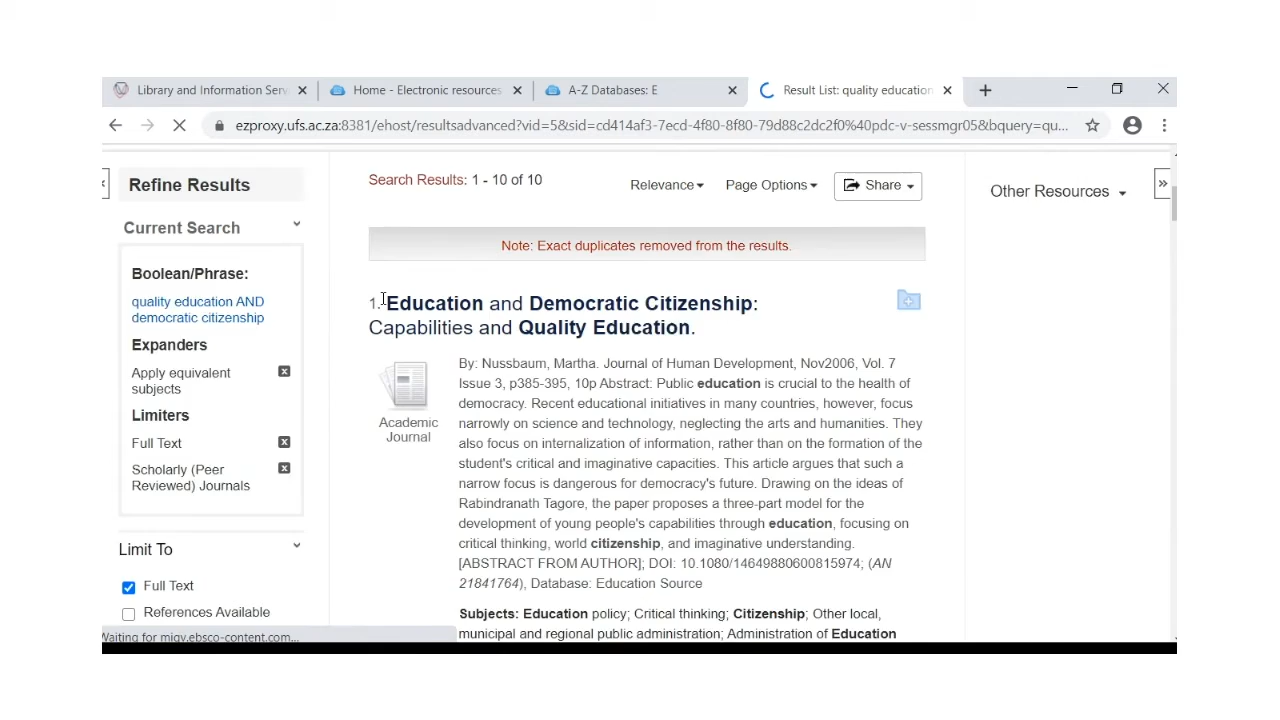 Library and Information Serv
Home - Electronic resources
A-Z Databases: E
Result List: quality education
ezproxy.ufs.ac.za:8381/ehost/resultsadvanced?vid=5&sid=cd414af3-7ecd-4f80-8f80-79d88c2dc2f0%40pdc-v-sessmgr05&bquery=qu...
Refine Results
Current Search
Boolean/Phrase:
quality education AND
democratic citizenship
Expanders
Apply equivalent
subjects
Limiters
Full Text
Scholarly (Peer
Reviewed) Journals
Limit To
Full Text
References Available
Waiting for migv.ebsco-content.com...
Search Results: 1 - 10 of 10
Relevance
Page Options
Share
Note: Exact duplicates removed from the results.
1. Education and Democratic Citizenship:
Capabilities and Quality Education.
Academic
Journal
By: Nussbaum, Martha. Journal of Human Development, Nov2006, Vol. 7
Issue 3, p385-395, 10p Abstract: Public education is crucial to the health of
democracy. Recent educational initiatives in many countries, however, focus
narrowly on science and technology, neglecting the arts and humanities. They
also focus on internalization of information, rather than on the formation of the
student's critical and imaginative capacities. This article argues that such a
narrow focus is dangerous for democracy's future. Drawing on the ideas of
Rabindranath Tagore, the paper proposes a three-part model for the
development of young people's capabilities through education, focusing on
critical thinking, world citizenship, and imaginative understanding.
[ABSTRACT FROM AUTHOR]; DOI: 10.1080/14649880600815974; (AN
21841764), Database: Education Source
Subjects: Education policy; Critical thinking; Citizenship; Other local,
municipal and regional public administration; Administration of Education
Other Resources